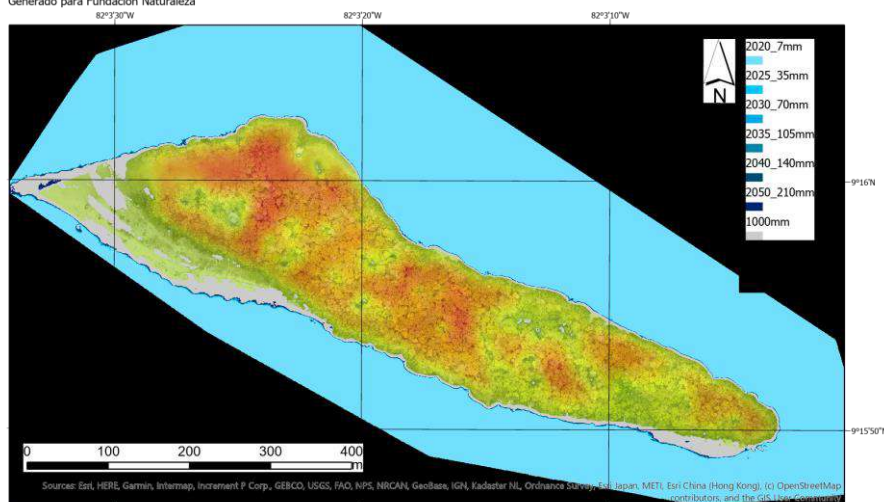 Generado para Fundación Naturaleza
82°3'30"W 82°3'20"W 82°3'10"W
N
2020_7mm
2025_35mm
2030_70mm
2035_105mm
2040_140mm
2050_210mm
1000mm
9°16'N
9°15'50"N
0 100 200 300 400
m
Sources: Esri, HERE, Garmin, Intermap, increment P Corp., GEBCO, USGS, FAO, NPS, NRCAN, GeoBase, IGN, Kadaster NL, Ordnance Survey, Esri Japan, METI, Esri China (Hong Kong), (c) OpenStreetMap
contributors, and the GIS User Community